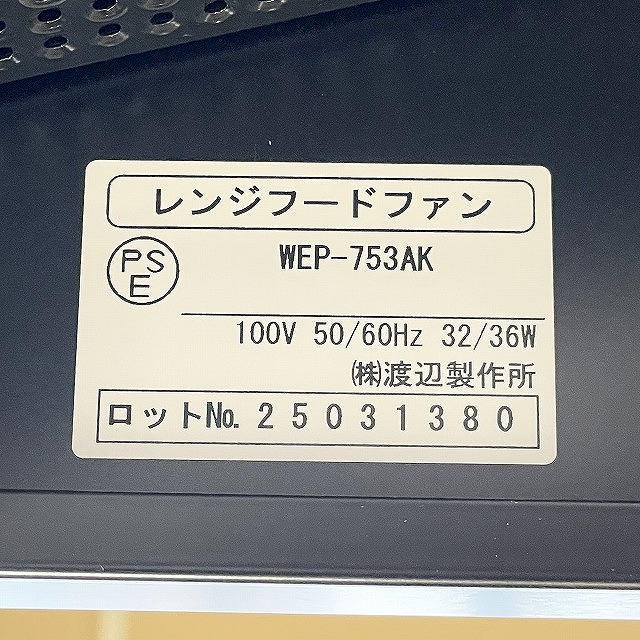 レンジフードファン
PS
E
WEP-753AK
100V 50/60Hz 32/36W
㈱渡辺製作所
ロット№ 25031380